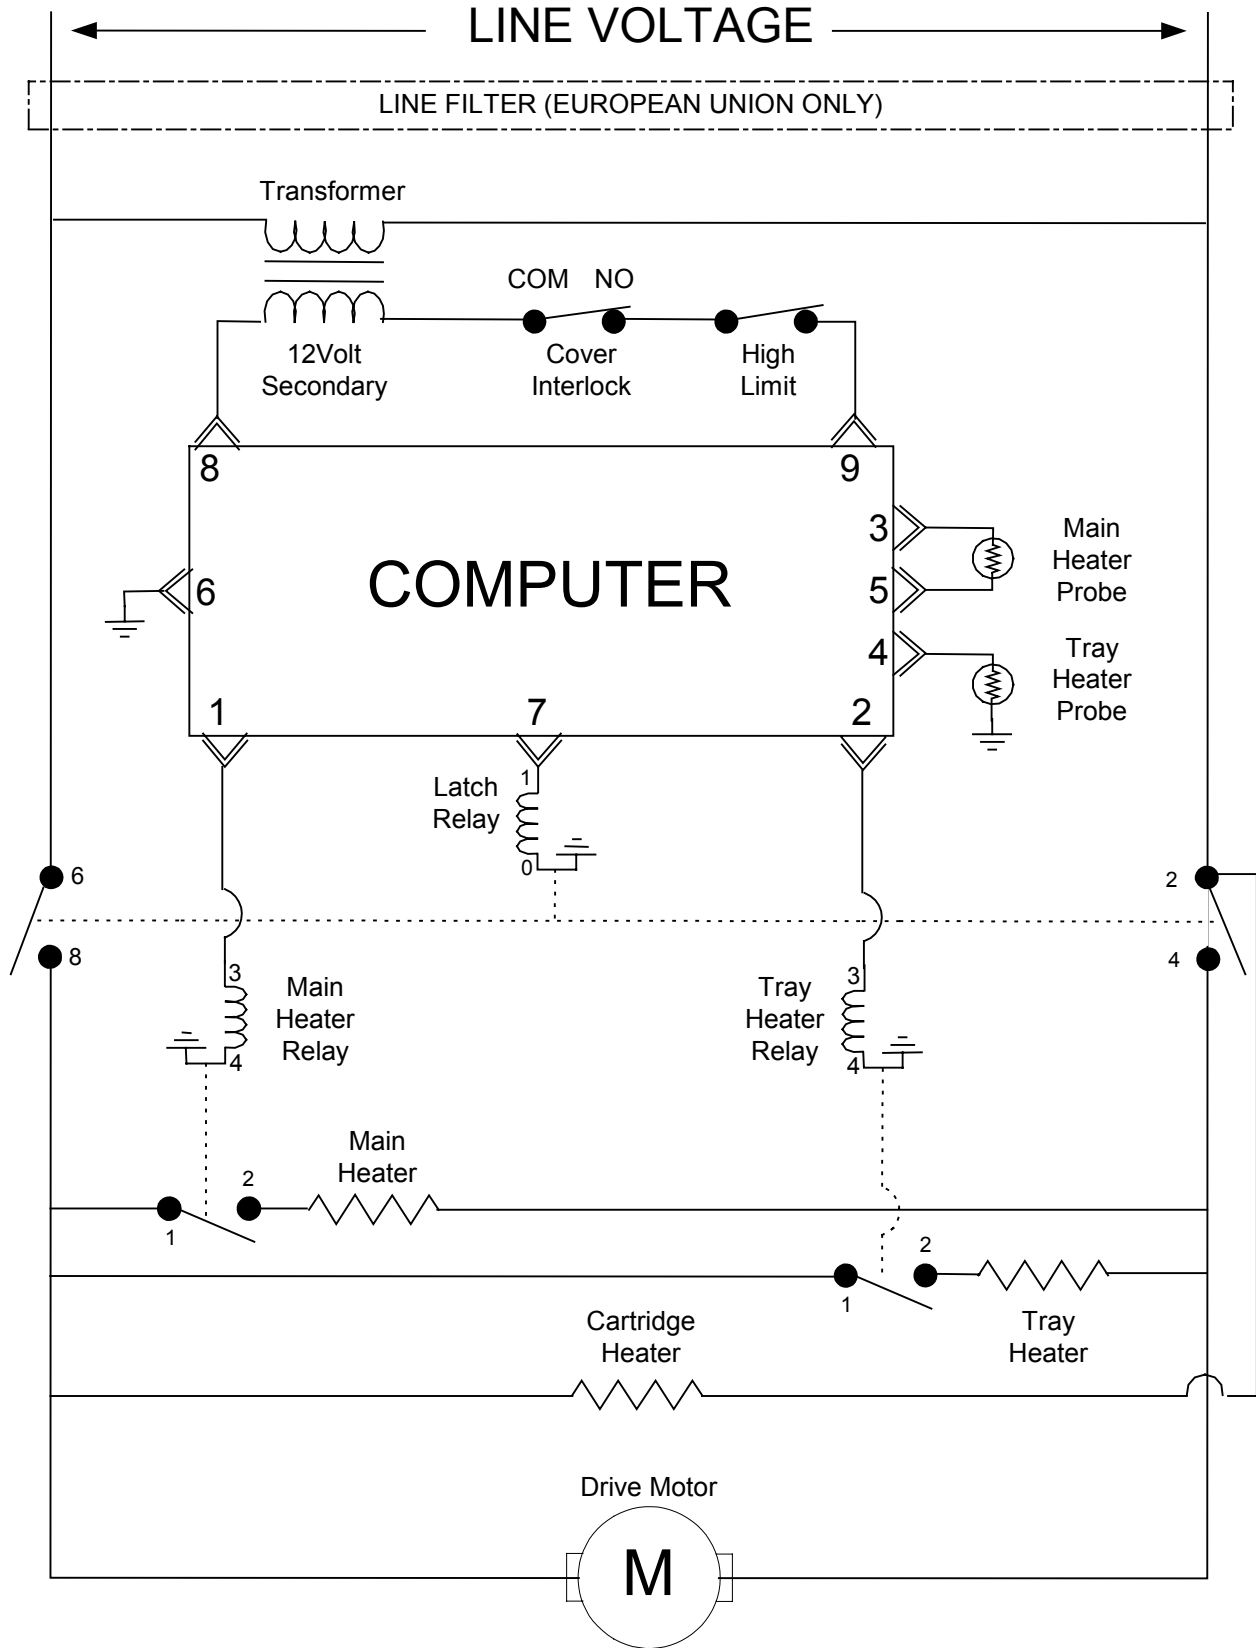 LINE VOLTAGE
LINE FILTER (EUROPEAN UNION ONLY)
Transformer
COM NO
12Volt
Secondary
Cover
Interlock
High
Limit
8
9
3
Main
Heater
Probe
COMPUTER
6
5
4
Tray
Heater
Probe
1
7
2
Latch
Relay
1
0
6
2
8
4
3
Main
Heater
Relay
4
Tray
Heater
Relay
3
4
Main
Heater
2
1
2
1
Cartridge
Heater
Tray
Heater
Drive Motor
M